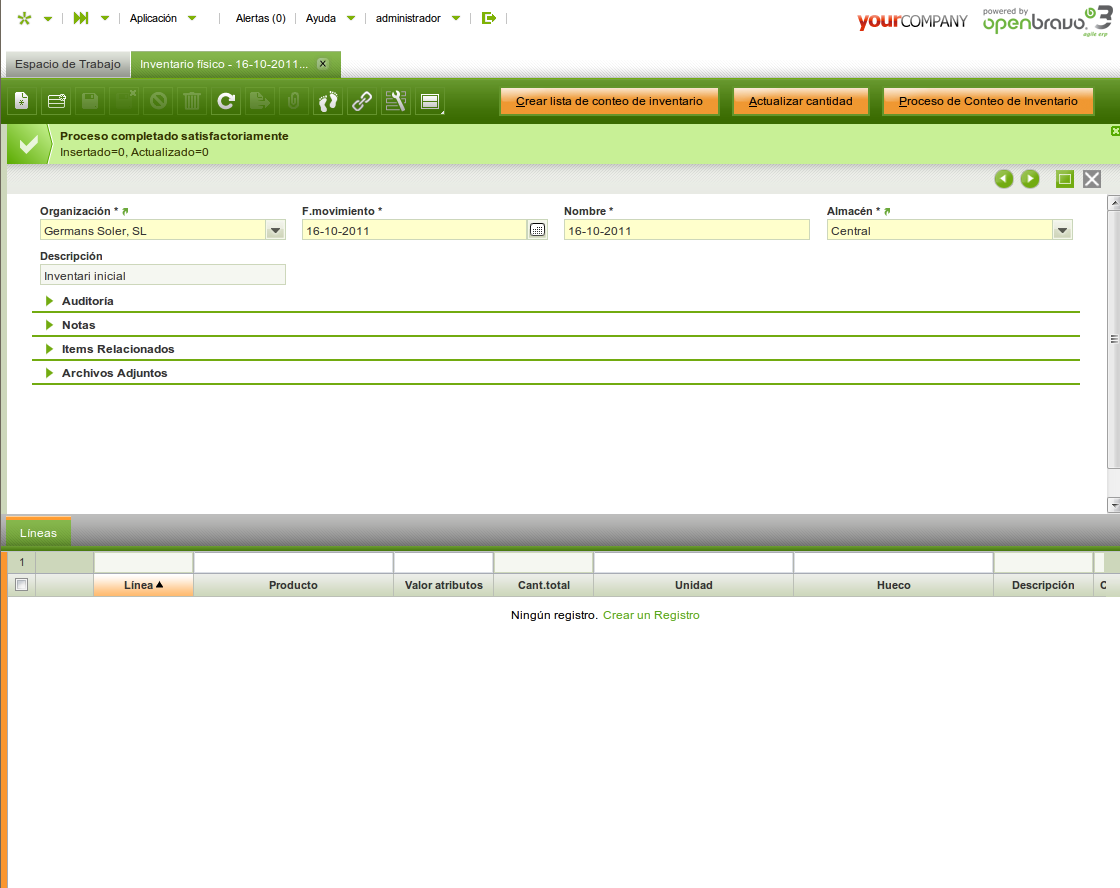 Aplicación Alertas (0) Ayuda administrador
yourCOMPANY
powered by
openbravo 3
agile erp
Espacio de Trabajo Inventario físico - 16-10-2011... x
Crear lista de conteo de inventario Actualizar cantidad Proceso de Conteo de Inventario
Proceso completado satisfactoriamente
Insertado=0, Actualizado=0
Organización * F.movimiento * Nombre * Almacén *
Germans Soler, SL 16-10-2011 16-10-2011 Central
Descripción
Inventari inicial
Auditoría
Notas
Items Relacionados
Archivos Adjuntos
Líneas
1
Línea Producto Valor atributos Cant.total Unidad Hueco Descripción C
Ningún registro. Crear un Registro